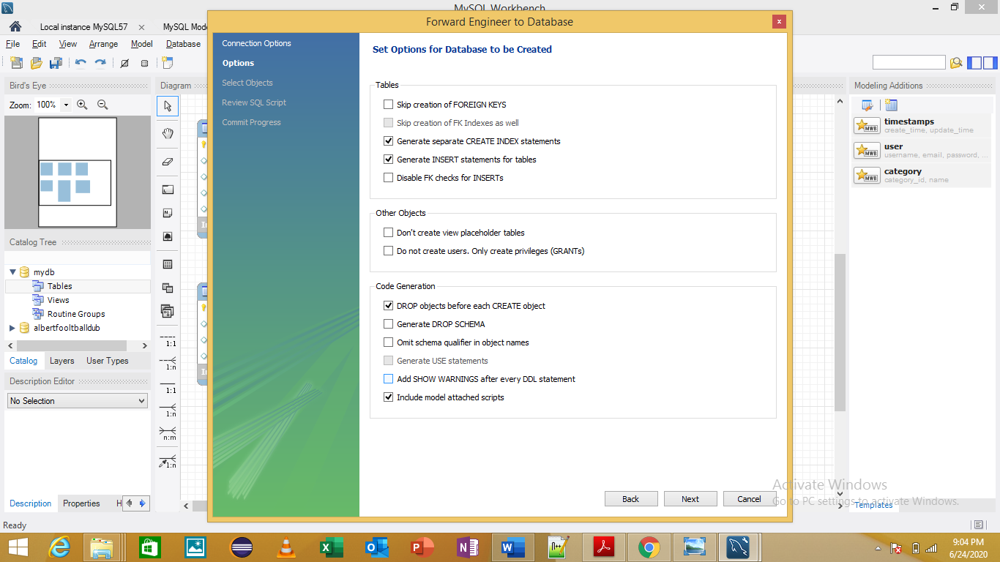 MySQL Workbench
Forward Engineer to Database
Local instance MySQL57
MySQL Mode
File Edit View Arrange Model Database
Bird's Eye
Zoom: 100%
Catalog Tree
mydb
Tables
Views
Routine Groups
albertfooltballdub
Catalog Layers User Types
Description Editor
No Selection
Description Properties H
Ready
Diagram
1:1
1:n
1:1
1:n
n:m
1:n
In
In
Connection Options
Options
Select Objects
Review SQL Script
Commit Progress
Set Options for Database to be Created
Tables
Skip creation of FOREIGN KEYS
Skip creation of FK Indexes as well
Generate separate CREATE INDEX statements
Generate INSERT statements for tables
Disable FK checks for INSERTs
Other Objects
Don't create view placeholder tables
Do not create users. Only create privileges (GRANTs)
Code Generation
DROP objects before each CREATE object
Generate DROP SCHEMA
Omit schema qualifier in object names
Generate USE statements
Add SHOW WARNINGS after every DDL statement
Include model attached scripts
Back Next Cancel
Modeling Additions
MWB
timestamps
create_time, update_time
MWB
user
username, email, password, ...
MWB
category
category_id, name
Templates
Activate Windows
Go to PC settings to activate Windows.
9:04 PM
6/24/2020